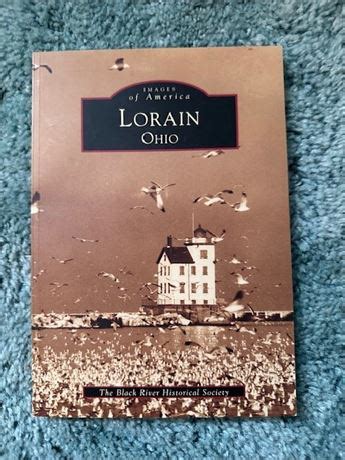 IMAGES
of America
LORAIN
OHIO
The Black River Historical Society